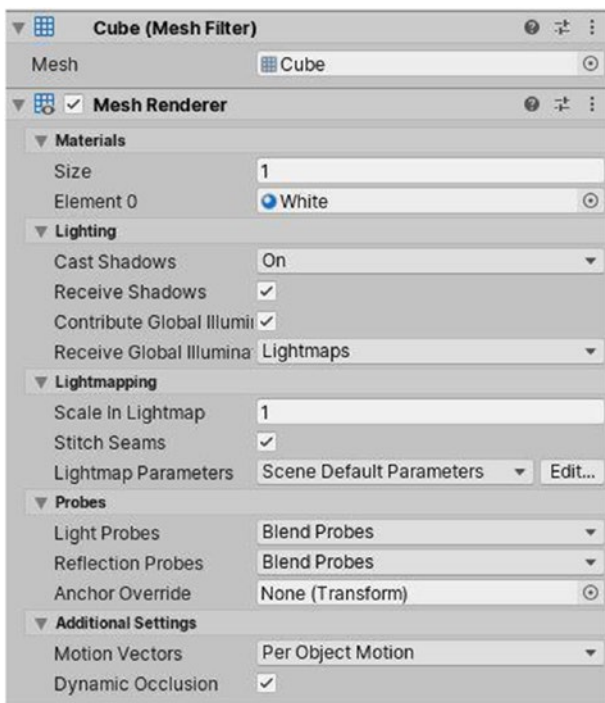 Cube (Mesh Filter)
Mesh Cube
Mesh Renderer
Materials
Size 1
Element 0 White
Lighting
Cast Shadows On
Receive Shadows
Contribute Global Illumi
Receive Global Illumina Lightmaps
Lightmapping
Scale In Lightmap 1
Stitch Seams
Lightmap Parameters Scene Default Parameters Edit...
Probes
Light Probes Blend Probes
Reflection Probes Blend Probes
Anchor Override None (Transform)
Additional Settings
Motion Vectors Per Object Motion
Dynamic Occlusion